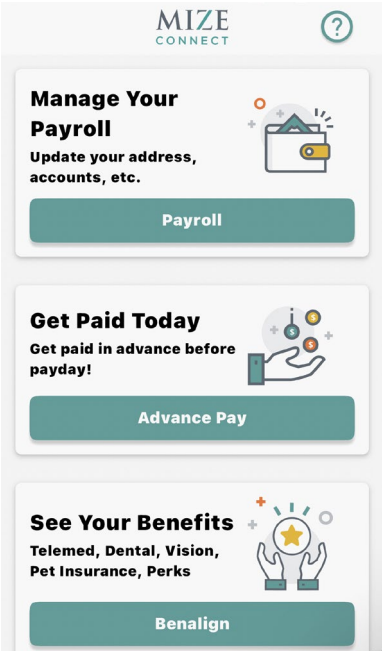 MIZE
CONNECT
?
Manage Your
Payroll
Update your address,
accounts, etc.
Payroll
Get Paid Today
Get paid in advance before
payday!
$
$
$
Advance Pay
See Your Benefits
Telemed, Dental, Vision,
Pet Insurance, Perks
Benalign